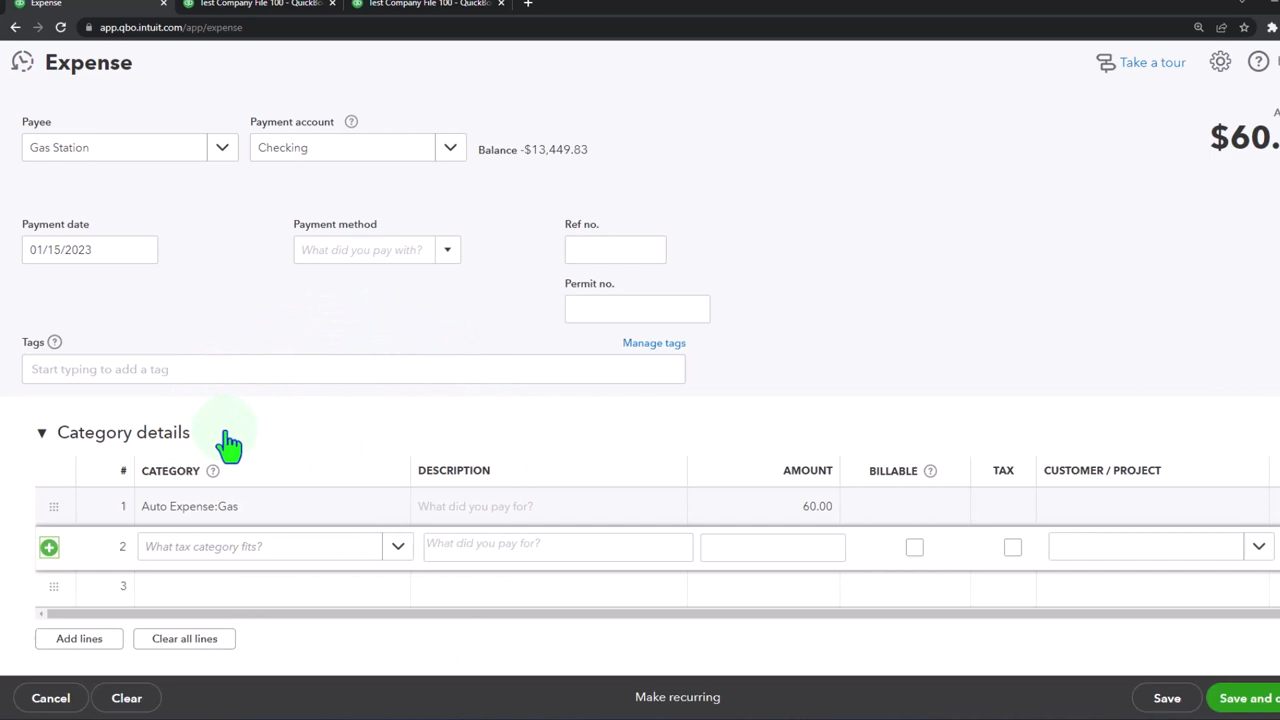 Expense
Test Company File 100 - QuickBo
Test Company File 100 - QuickBo
app.qbo.intuit.com/app/expense
Expense
Take a tour
Payee
Payment account
A
Gas Station
Checking
Balance -$13,449.83
$60.
Payment date
Payment method
Ref no.
01/15/2023
What did you pay with?
Permit no.
Tags
Manage tags
Start typing to add a tag
Category details
# CATEGORY DESCRIPTION AMOUNT BILLABLE TAX CUSTOMER / PROJECT
1 Auto Expense:Gas What did you pay for? 60.00
2 What tax category fits? What did you pay for?
3
Add lines
Clear all lines
Cancel
Clear
Make recurring
Save
Save and c